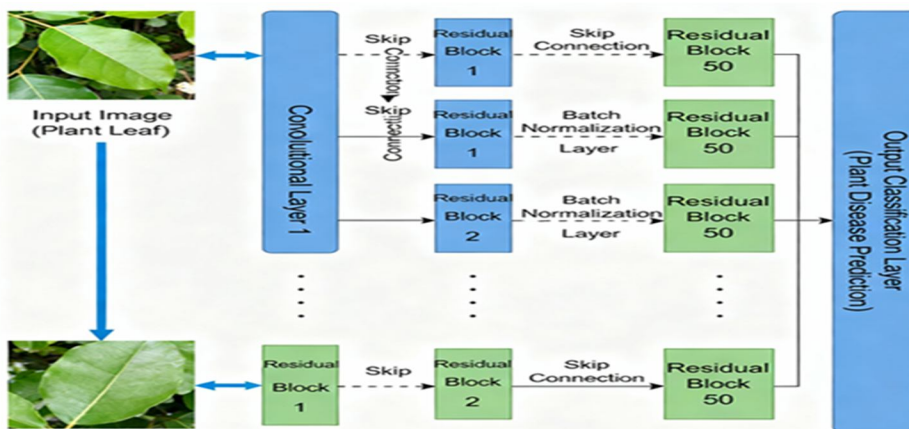 Input Image
(Plant Leaf)
Conolutional Layer 1
Skip
Connction
Skip
Connection
Residual
Block
1
Skip
Connection
Residual
Block
50
Residual
Block
1
Batch
Normalization
Layer
Residual
Block
50
Residual
Block
2
Batch
Normalization
Layer
Residual
Block
50
Residual
Block
1
Skip
Residual
Block
2
Skip
Connection
Residual
Block
50
Output Classification Layer
(Plant Disease Prediction)